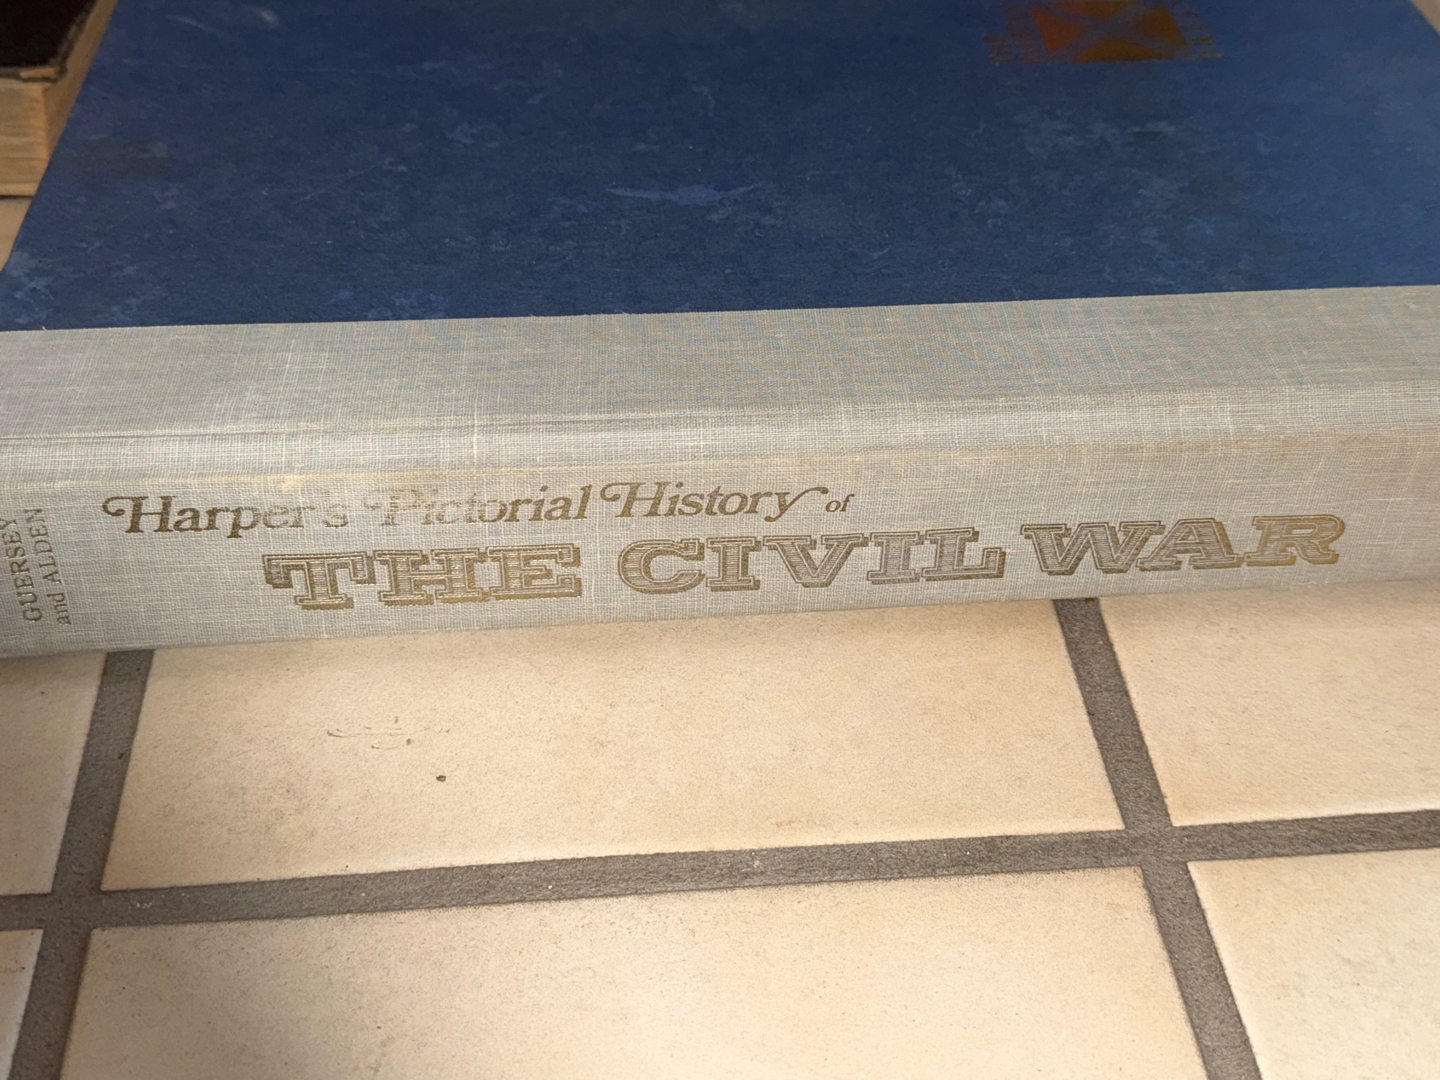 GUERSEY
and ALDEN
Harper's Pictorial History of
THE CIVIL WAR